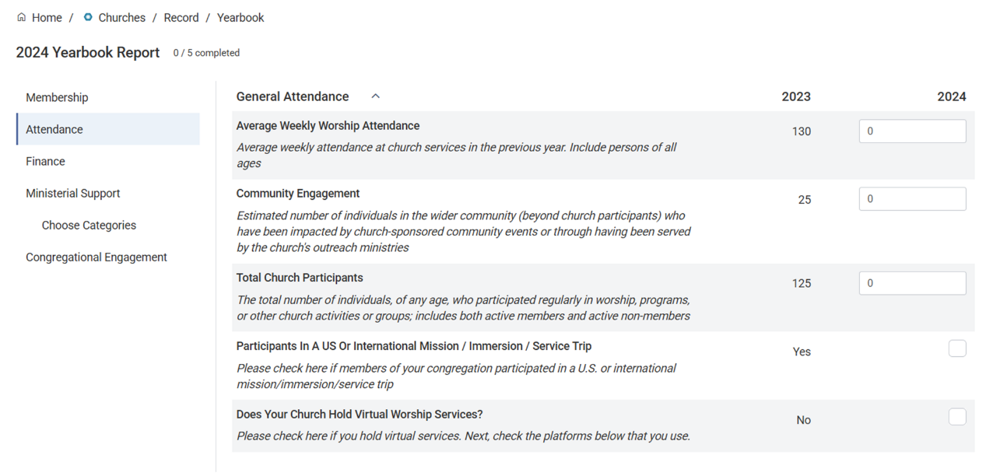 Home / Churches / Record / Yearbook
2024 Yearbook Report 0 / 5 completed
Membership
Attendance
Finance
Ministerial Support
Choose Categories
Congregational Engagement
General Attendance 2023 2024
Average Weekly Worship Attendance 130 0
Average weekly attendance at church services in the previous year. Include persons of all
ages
Community Engagement 25 0
Estimated number of individuals in the wider community (beyond church participants) who
have been impacted by church-sponsored community events or through having been served
by the church's outreach ministries
Total Church Participants 125 0
The total number of individuals, of any age, who participated regularly in worship, programs,
or other church activities or groups; includes both active members and active non-members
Participants In A US Or International Mission / Immersion / Service Trip Yes
Please check here if members of your congregation participated in a U.S. or international
mission/immersion/service trip
Does Your Church Hold Virtual Worship Services? No
Please check here if you hold virtual services. Next, check the platforms below that you use.